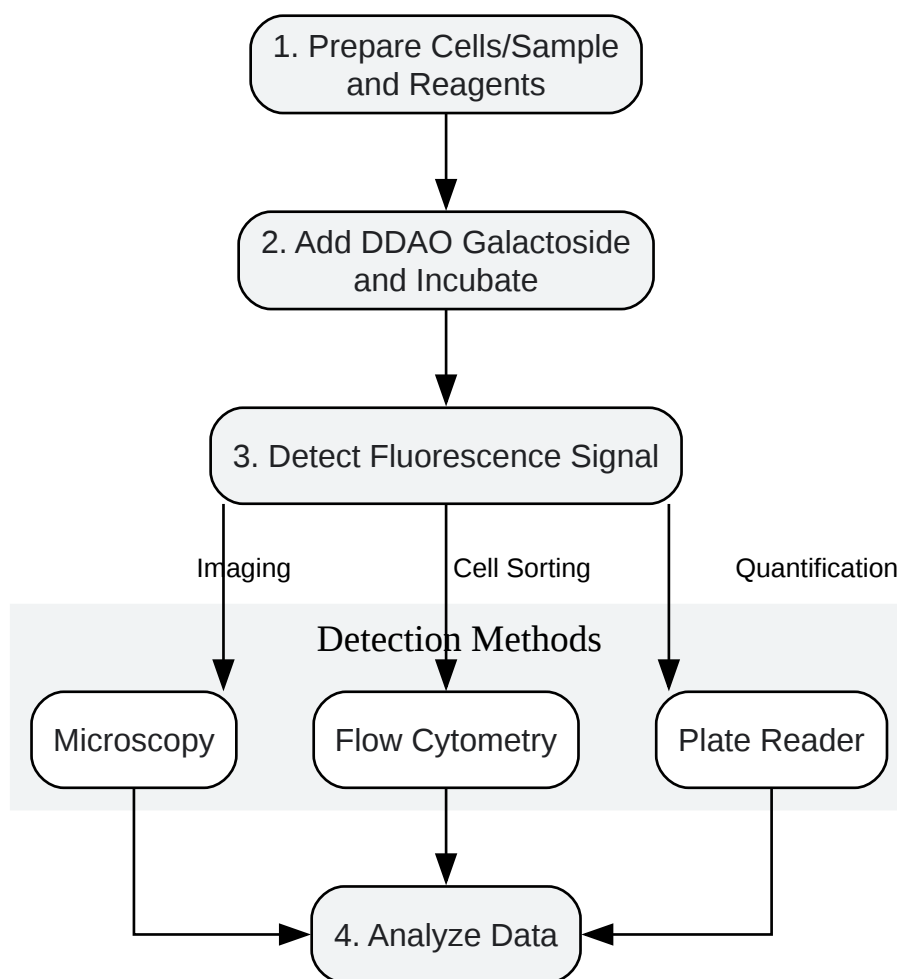 1. Prepare Cells/Sample
and Reagents
2. Add DDAO Galactoside
and Incubate
3. Detect Fluorescence Signal
Imaging
Cell Sorting
Quantification
Detection Methods
Microscopy
Flow Cytometry
Plate Reader
4. Analyze Data